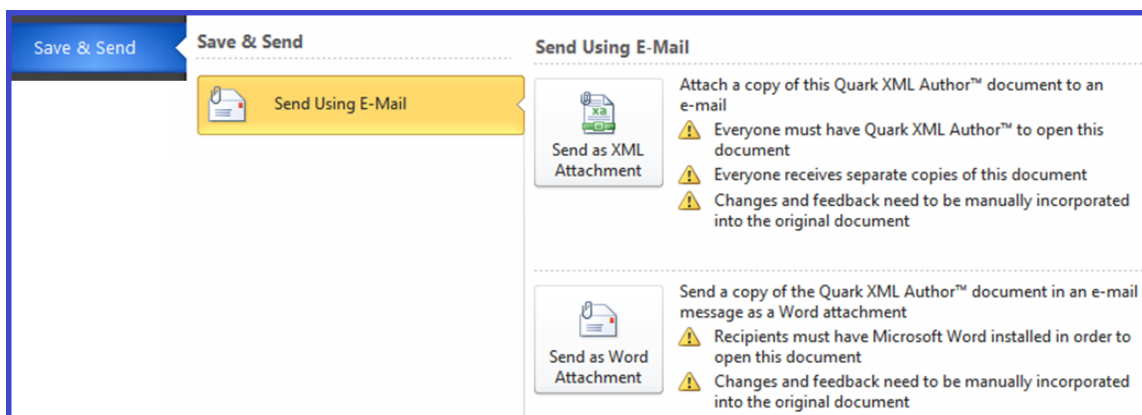 Save & Send
Save & Send
Send Using E-Mail
Send Using E-Mail
xa
Send as XML
Attachment
Attach a copy of this Quark XML Author™ document to an
e-mail
Everyone must have Quark XML Author™ to open this
document
Everyone receives separate copies of this document
Changes and feedback need to be manually incorporated
into the original document
Send as Word
Attachment
Send a copy of the Quark XML Author™ document in an e-mail
message as a Word attachment
Recipients must have Microsoft Word installed in order to
open this document
Changes and feedback need to be manually incorporated
into the original document